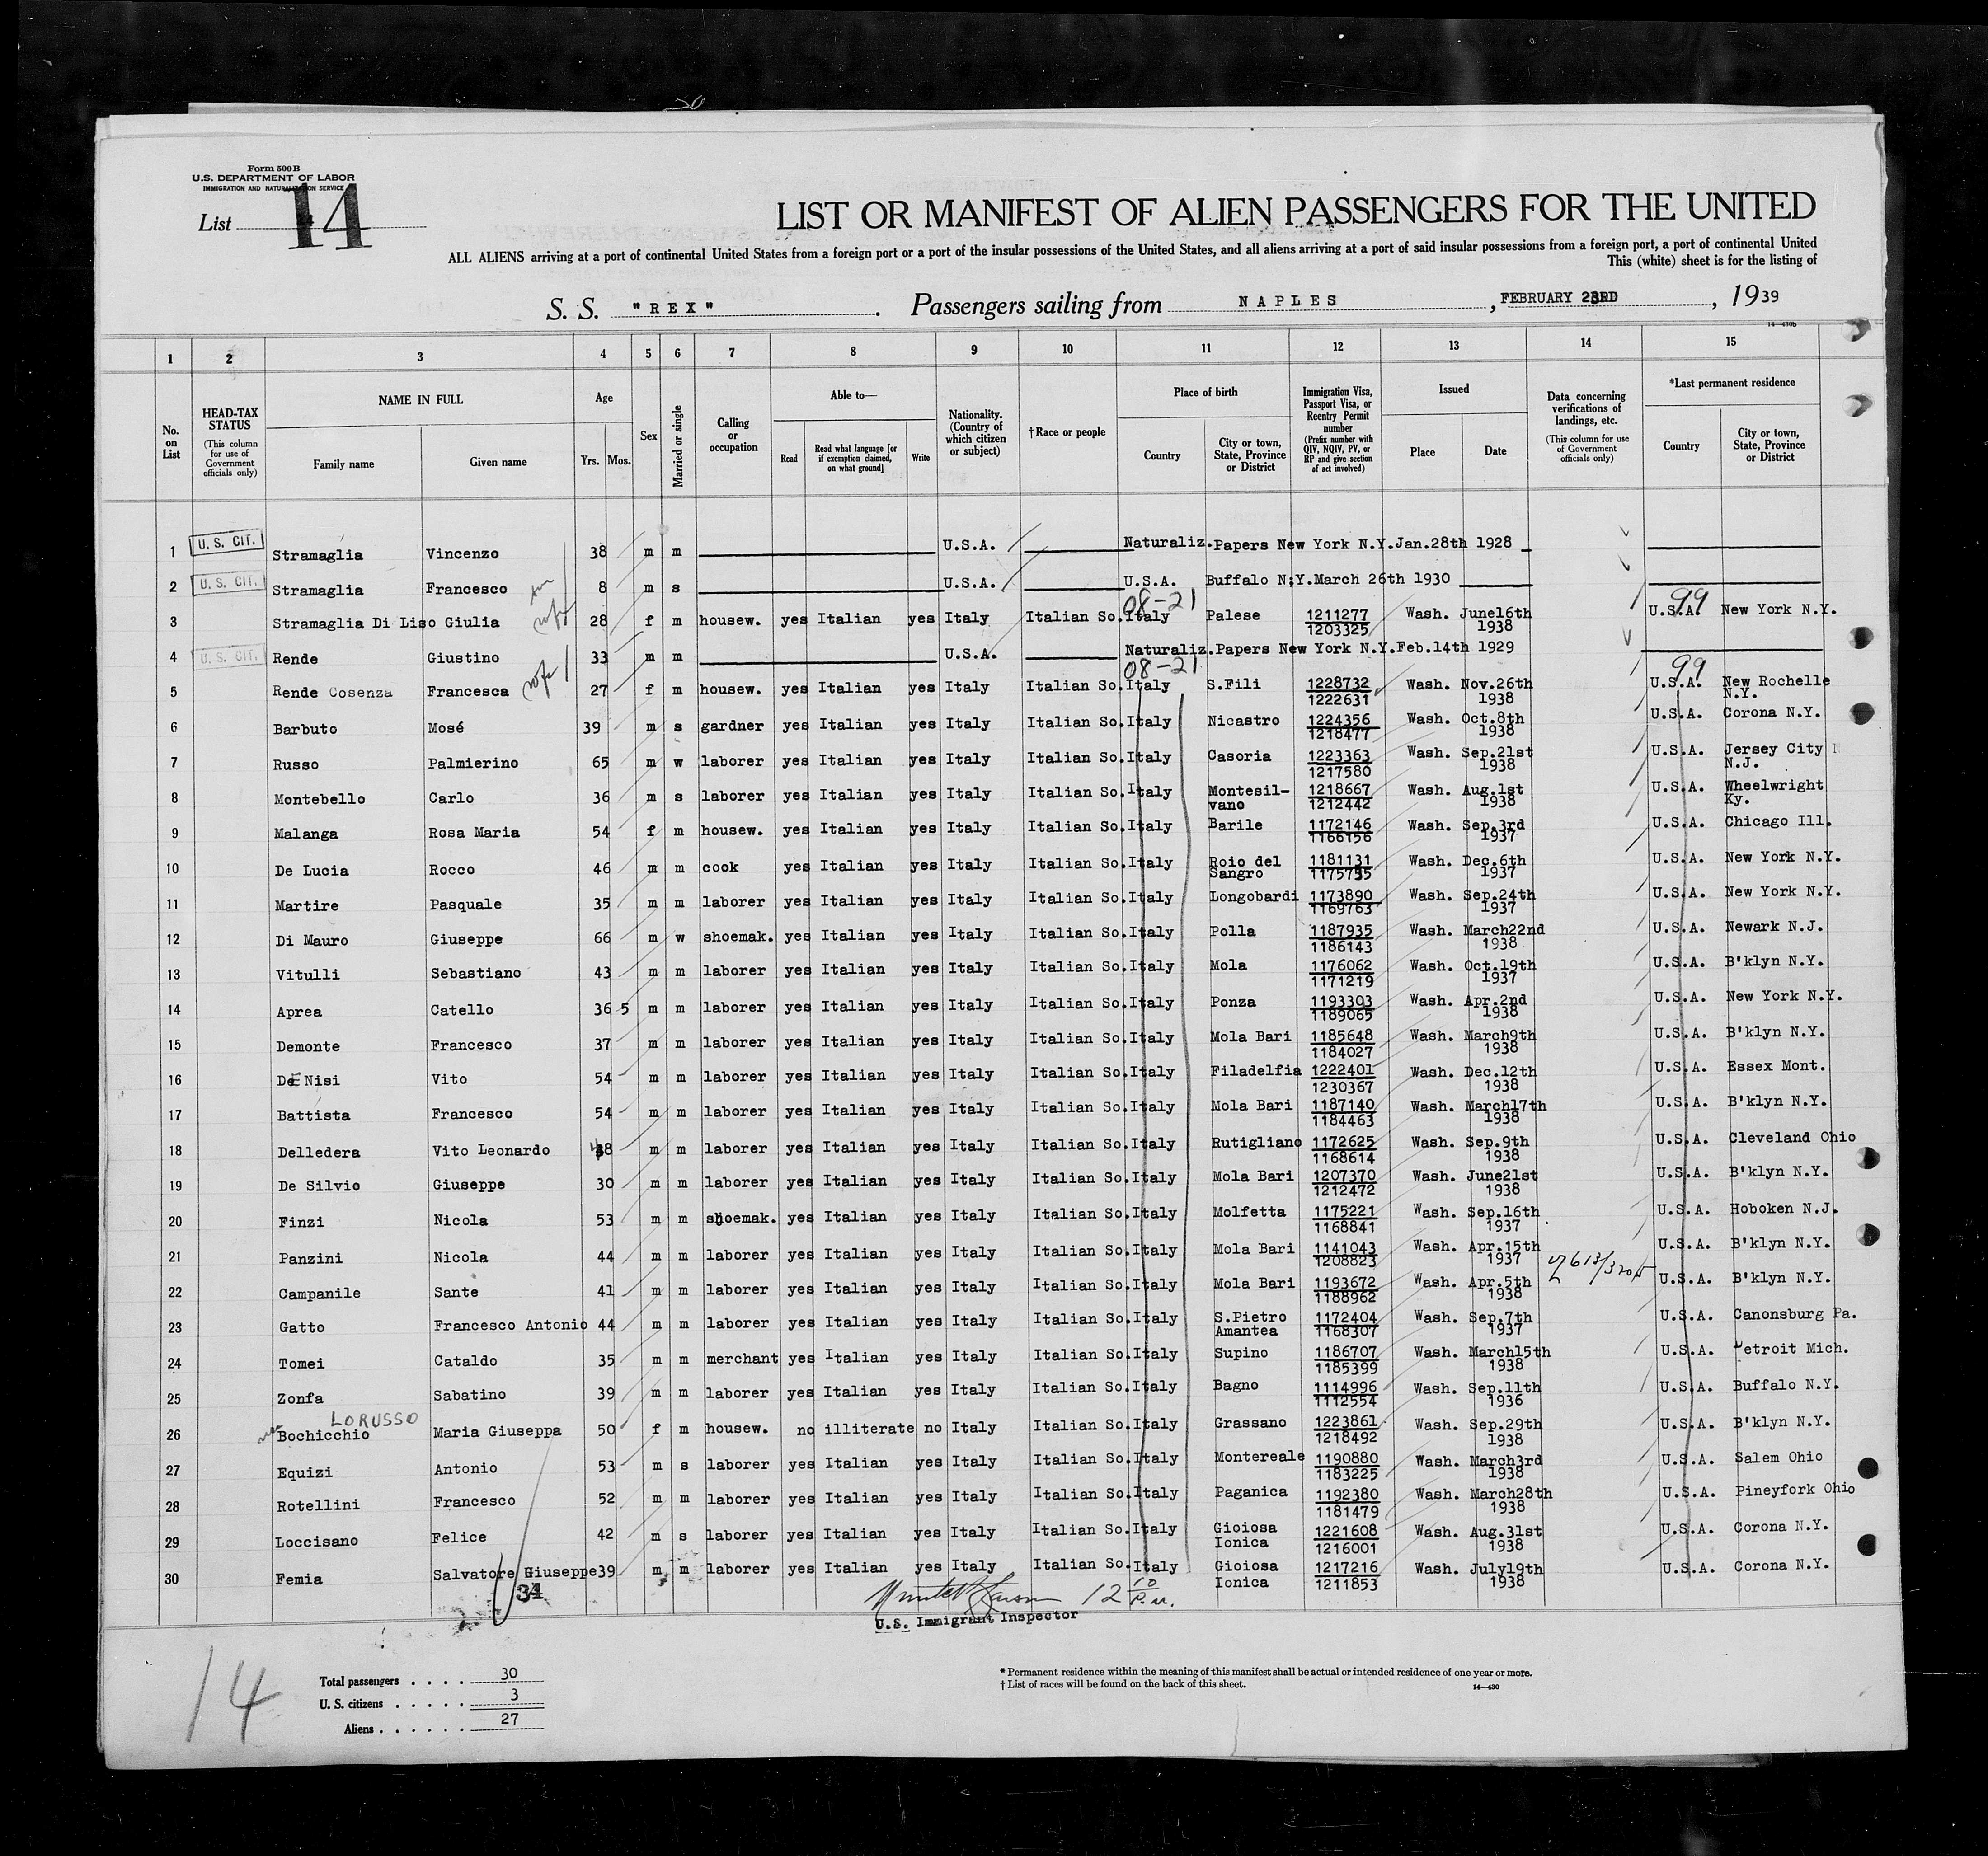 Form 500 B
U.S. DEPARTMENT OF LABOR
IMMIGRATION AND NATURALIZATION SERVICE
List 14
LIST OR MANIFEST OF ALIEN PASSENGERS FOR THE UNITED
ALL ALIENS arriving at a port of continental United States from a foreign port or a port of the insular possessions of the United States, and all aliens arriving at a port of said insular possessions from a foreign port, a port of continental United
This (white) sheet is for the listing of
S. S. "REX". Passengers sailing from NAPLES, FEBRUARY 23RD, 1939
14-430b
1 2 3 4 5 6 7 8 9 10 11 12 13 14 15
No. on List
HEAD-TAX STATUS (This column for use of Government officials only)
NAME IN FULL
Family name Given name
Age
Yrs. Mos.
Sex
Married or single
Calling or occupation
Able to—
Read
Read what language [or if exemption claimed, on what ground]
Write
Nationality. (Country of which citizen or subject)
†Race or people
Place of birth
Country
City or town, State, Province or District
Immigration Visa, Passport Visa, or Reentry Permit number (Prefix number with QIV, NQIV, PV, or RP and give section of act involved)
Issued
Place Date
Data concerning verifications of landings, etc. (This column for use of Government officials only)
*Last permanent residence
Country
City or town, State, Province or District
1 U. S. CIT. Stramaglia Vincenzo 38 m m U.S.A. Naturaliz.Papers New York N.Y.Jan.28th 1928
2 U. S. CIT. Stramaglia Francesco 8 m s U.S.A. U.S.A. Buffalo N.Y.March 26th 1930
3 Stramaglia Di Liso Giulia wife 28 f m housew. yes Italian yes Italy Italian So. 08-21 Italy Palese 1211277 1203325 Wash. June16th 1938 99 U.S.A. New York N.Y.
4 U. S. CIT. Rende Giustino 33 m m U.S.A. Naturaliz.Papers New York N.Y.Feb.14th 1929
5 Rende Cosenza Francesca wife 27 f m housew. yes Italian yes Italy Italian So. 08-21 Italy S.Fili 1228732 1222631 Wash. Nov.26th 1938 99 U.S.A. New Rochelle N.Y.
6 Barbuto Mosé 39 m s gardner yes Italian yes Italy Italian So.Italy Nicastro 1224356 1218477 Wash. Oct.8th 1938 U.S.A. Corona N.Y.
7 Russo Palmierino 65 m w laborer yes Italian yes Italy Italian So.Italy Casoria 1223363 1217580 Wash. Sep.21st 1938 U.S.A. Jersey City N.J.
8 Montebello Carlo 36 m s laborer yes Italian yes Italy Italian So.Italy Montesil-vano 1218667 1212442 Wash. Aug.1st 1938 U.S.A. Wheelwright Ky.
9 Malanga Rosa Maria 54 f m housew. yes Italian yes Italy Italian So.Italy Barile 1172146 1166156 Wash. Sep.3rd 1937 U.S.A. Chicago Ill.
10 De Lucia Rocco 46 m m cook yes Italian yes Italy Italian So.Italy Roio del Sangro 1181131 1175735 Wash. Dec.6th 1937 U.S.A. New York N.Y.
11 Martire Pasquale 35 m m laborer yes Italian yes Italy Italian So.Italy Longobardi 1173890 1169763 Wash. Sep.24th 1937 U.S.A. New York N.Y.
12 Di Mauro Giuseppe 66 m w shoemak. yes Italian yes Italy Italian So.Italy Polla 1187935 1186143 Wash. March22nd 1938 U.S.A. Newark N.J.
13 Vitulli Sebastiano 43 m m laborer yes Italian yes Italy Italian So.Italy Mola 1176062 1171219 Wash. Oct.19th 1937 U.S.A. B'klyn N.Y.
14 Aprea Catello 36 5 m m laborer yes Italian yes Italy Italian So.Italy Ponza 1193303 1189065 Wash. Apr.2nd 1938 U.S.A. New York N.Y.
15 Demonte Francesco 37 m m laborer yes Italian yes Italy Italian So.Italy Mola Bari 1185648 1184027 Wash. March9th 1938 U.S.A. B'klyn N.Y.
16 DE Nisi Vito 54 m m laborer yes Italian yes Italy Italian So.Italy Filadelfia 1222401 1230367 Wash. Dec.12th 1938 U.S.A. Essex Mont.
17 Battista Francesco 54 m m laborer yes Italian yes Italy Italian So.Italy Mola Bari 1187140 1184463 Wash. March17th 1938 U.S.A. B'klyn N.Y.
18 Delledera Vito Leonardo 48 m m laborer yes Italian yes Italy Italian So.Italy Rutigliano 1172625 1168614 Wash. Sep.9th 1938 U.S.A. Cleveland Ohio
19 De Silvio Giuseppe 30 m m laborer yes Italian yes Italy Italian So.Italy Mola Bari 1207370 1212472 Wash. June21st 1938 U.S.A. B'klyn N.Y.
20 Finzi Nicola 53 m m shoemak. yes Italian yes Italy Italian So.Italy Molfetta 1175221 1168841 Wash. Sep.16th 1937 U.S.A. Hoboken N.J.
21 Panzini Nicola 44 m m laborer yes Italian yes Italy Italian So.Italy Mola Bari 1141043 1208823 Wash. Apr.15th 1937 U.S.A. B'klyn N.Y.
22 Campanile Sante 41 m m laborer yes Italian yes Italy Italian So.Italy Mola Bari 1193672 1188962 Wash. Apr.5th 1938 U.S.A. B'klyn N.Y.
23 Gatto Francesco Antonio 44 m m laborer yes Italian yes Italy Italian So.Italy S.Pietro Amantea 1172404 1168307 Wash. Sep.7th 1937 U.S.A. Canonsburg Pa.
24 Tomei Cataldo 35 m m merchant yes Italian yes Italy Italian So.Italy Supino 1186707 1185399 Wash. March15th 1938 U.S.A. Detroit Mich.
25 Zonfa Sabatino 39 m m laborer yes Italian yes Italy Italian So.Italy Bagno 1114996 1112554 Wash. Sep.11th 1936 U.S.A. Buffalo N.Y.
LORUSSO
26 Bochicchio Maria Giuseppa 50 f m housew. no illiterate no Italy Italian So.Italy Grassano 1223861 1218492 Wash. Sep.29th 1938 U.S.A. B'klyn N.Y.
27 Equizi Antonio 53 m s laborer yes Italian yes Italy Italian So.Italy Montereale 1190880 1183225 Wash. March3rd 1938 U.S.A. Salem Ohio
28 Rotellini Francesco 52 m m laborer yes Italian yes Italy Italian So.Italy Paganica 1192380 1181479 Wash. March28th 1938 U.S.A. Pineyfork Ohio
29 Loccisano Felice 42 m s laborer yes Italian yes Italy Italian So.Italy Gioiosa Ionica 1221608 1216001 Wash. Aug.31st 1938 U.S.A. Corona N.Y.
30 Femia Salvatore Giuseppe 39 m m laborer yes Italian yes Italy Italian So.Italy Gioiosa Ionica 1217216 1211853 Wash. July19th 1938 U.S.A. Corona N.Y.
12 10 P.M.
U.S. Immigrant Inspector
14
Total passengers . . . . 30
U. S. citizens . . . . . 3
Aliens . . . . . . 27
* Permanent residence within the meaning of this manifest shall be actual or intended residence of one year or more.
† List of races will be found on the back of this sheet.
14-430